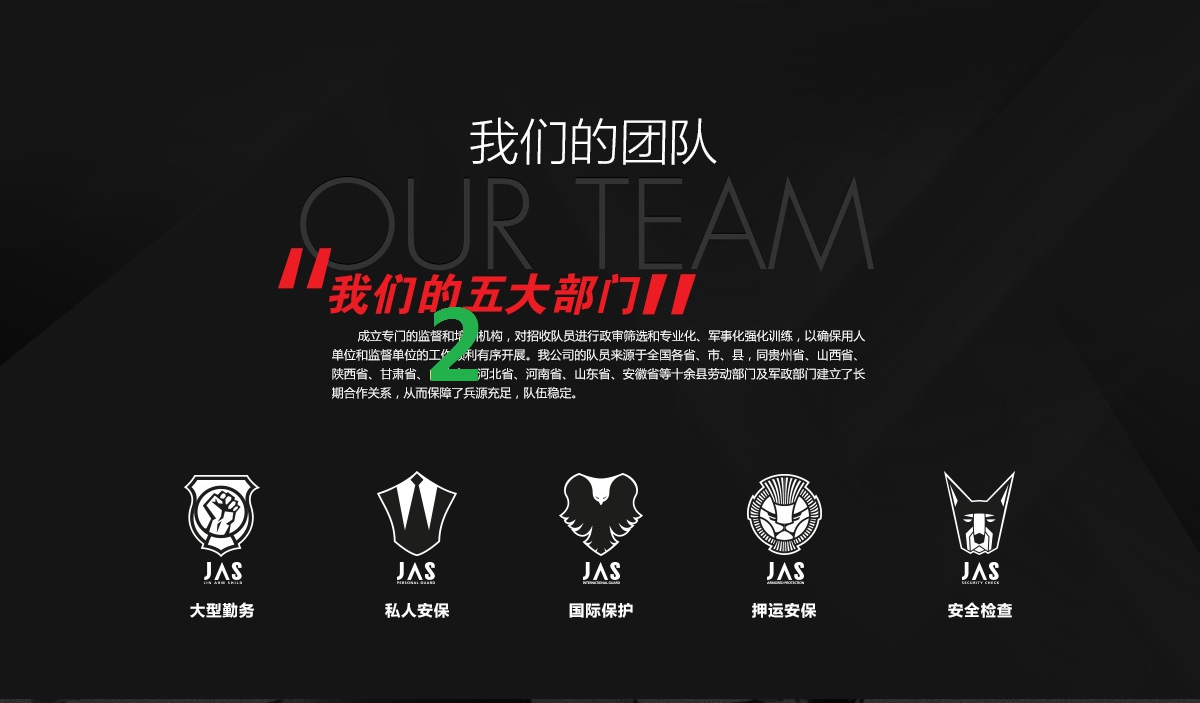 我们的团队
OUR TEAM
"我们的五大部门"
2
成立专门的监督和培训机构，对招收队员进行政审筛选和专业化、军事化强化训练，以确保用人
单位和监督单位的工作顺利有序开展。我公司的队员来源于全国各省、市、县，同贵州省、山西省、
陕西省、甘肃省、河北省、河南省、山东省、安徽省等十余县劳动部门及军政部门建立了长
期合作关系，从而保障了兵源充足，队伍稳定。
JAS
JIN ARM SHILD
大型勤务
JAS
PERSONAL GUARD
私人安保
JAS
INTERNATIONAL GUARD
国际保护
JAS
ARMORED PROTECTION
押运安保
JAS
SECURITY CHECK
安全检查